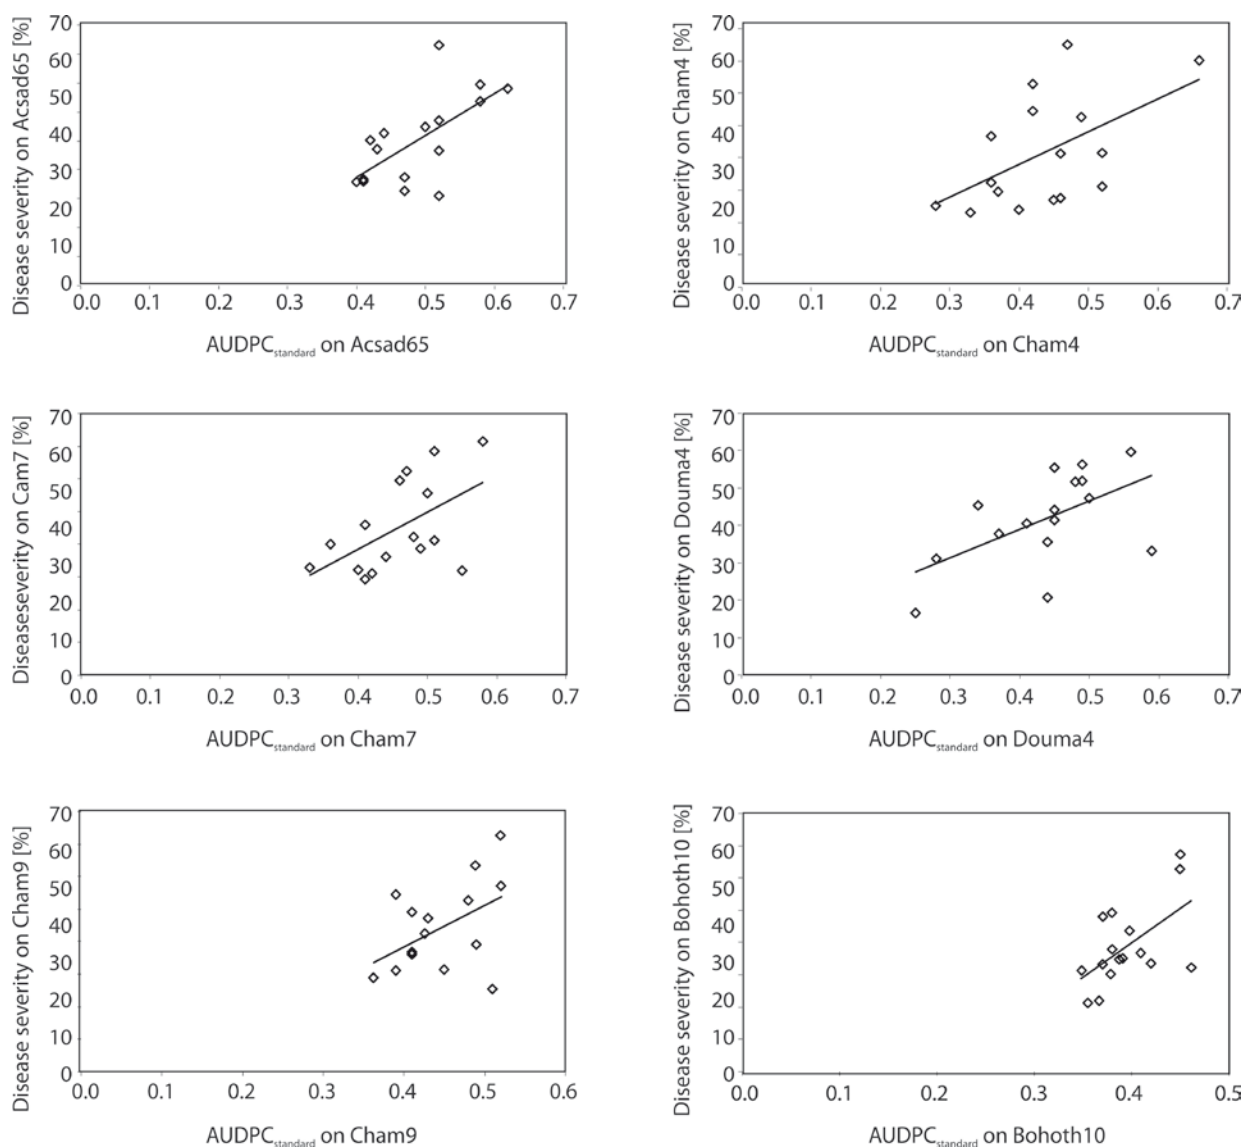 Disease severity on Acsad65 [%]
70
60
50
40
30
20
10
0
0.0 0.1 0.2 0.3 0.4 0.5 0.6 0.7
AUDPCstandard on Acsad65
Disease severity on Cham4 [%]
70
60
50
40
30
20
10
0
0.0 0.1 0.2 0.3 0.4 0.5 0.6 0.7
AUDPCstandard on Cham4
Diseaseseverity on Cam7 [%]
70
60
50
40
30
20
10
0
0.0 0.1 0.2 0.3 0.4 0.5 0.6 0.7
AUDPCstandard on Cham7
Disease severity on Douma4 [%]
70
60
50
40
30
20
10
0
0.0 0.1 0.2 0.3 0.4 0.5 0.6 0.7
AUDPCstandard on Douma4
Disease severity on Cham9 [%]
70
60
50
40
30
20
10
0
0.0 0.1 0.2 0.3 0.4 0.5 0.6
AUDPCstandard on Cham9
Disease severity on Bohoth10 [%]
70
60
50
40
30
20
10
0
0.0 0.1 0.2 0.3 0.4 0.5
AUDPCstandard on Bohoth10